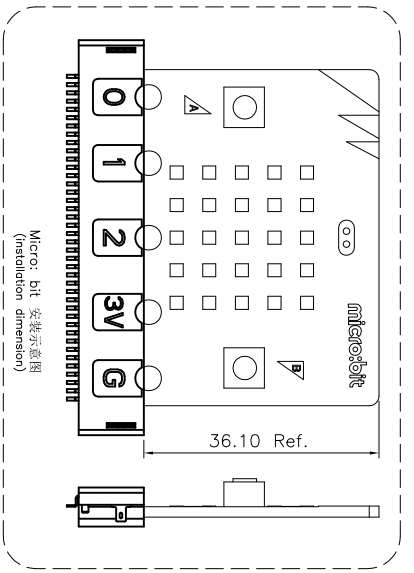 micro:bit
A
B
0
1
2
3V
G
36.10 Ref.
Micro: bit 安装示意图
(installation dimension)